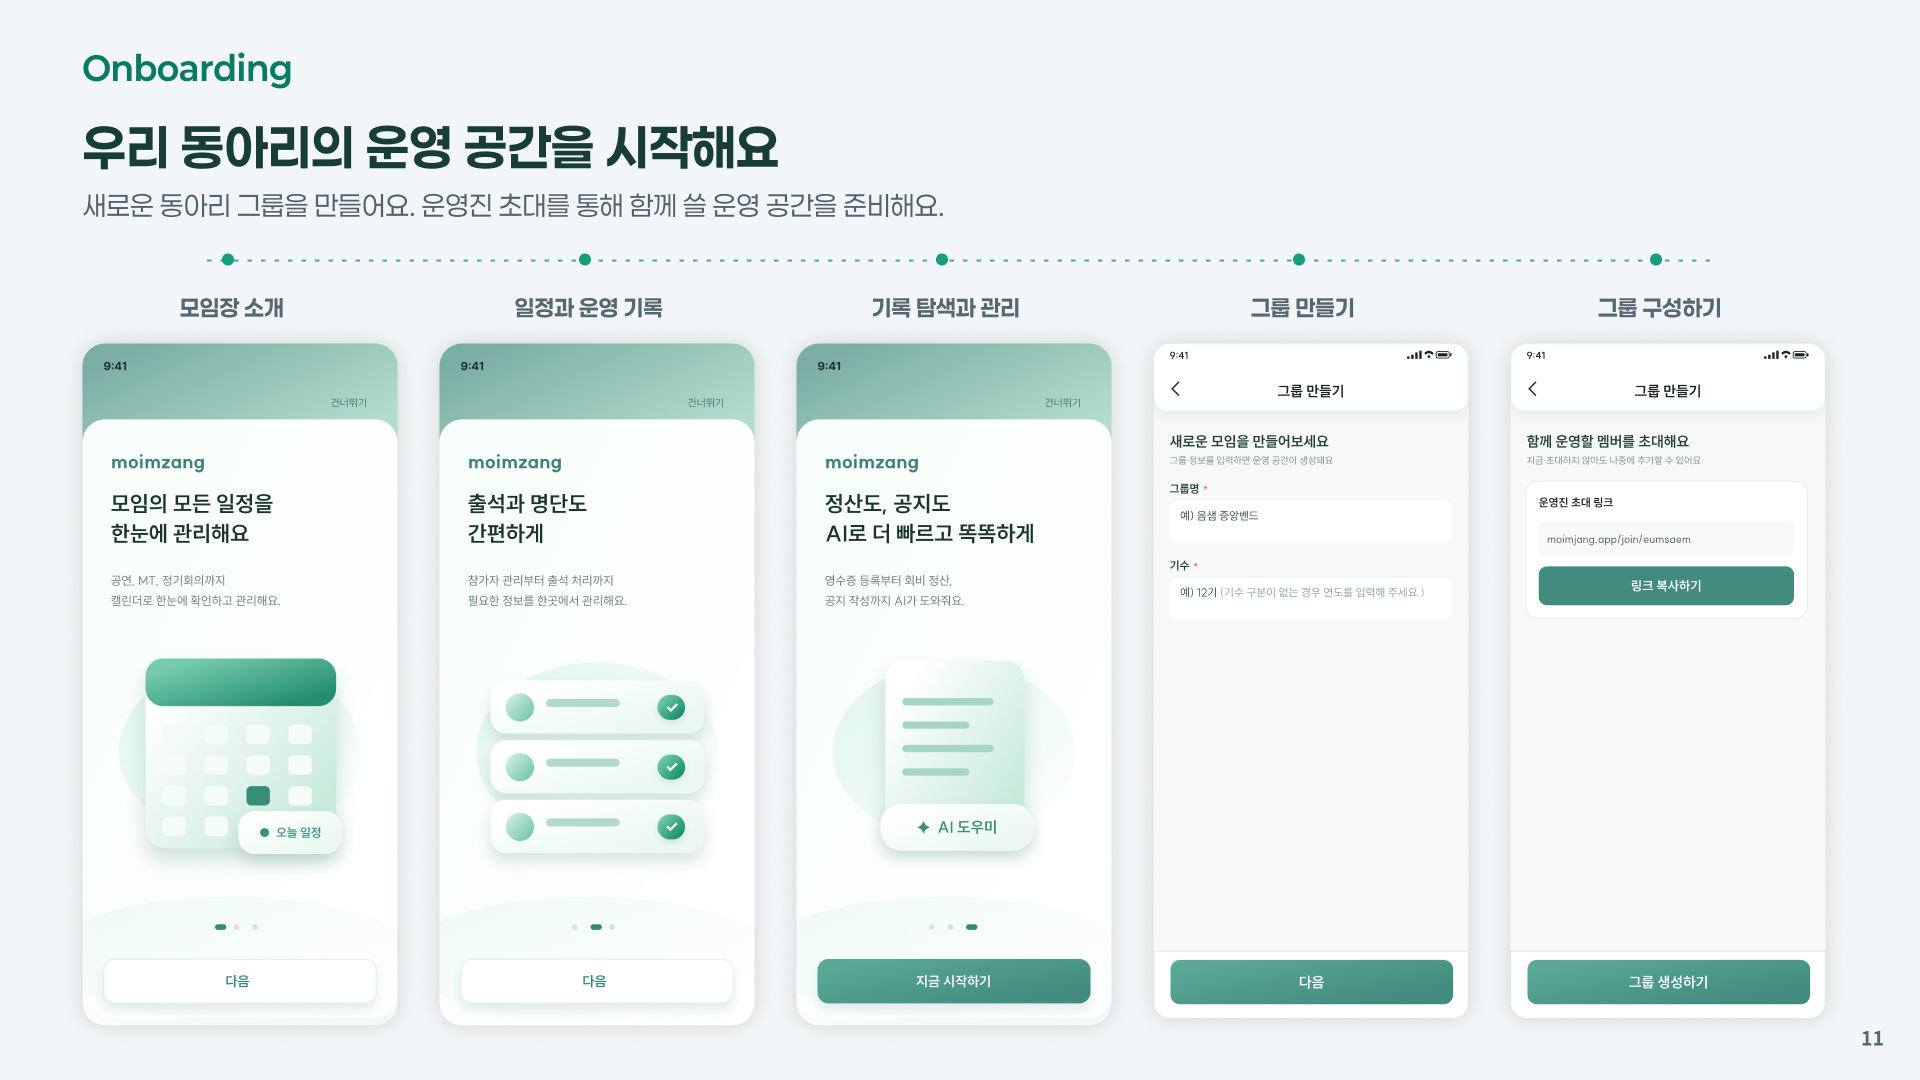 Onboarding
우리 동아리의 운영 공간을 시작해요
새로운 동아리 그룹을 만들어요. 운영진 초대를 통해 함께 쓸 운영 공간을 준비해요.
모임장 소개
9:41
건너뛰기
moimzang
모임의 모든 일정을
한눈에 관리해요
공연, MT, 정기회의까지
캘린더로 한눈에 확인하고 관리해요.
오늘 일정
다음
일정과 운영 기록
9:41
건너뛰기
moimzang
출석과 명단도
간편하게
참가자 관리부터 출석 처리까지
필요한 정보를 한곳에서 관리해요.
다음
기록 탐색과 관리
9:41
건너뛰기
moimzang
정산도, 공지도
AI로 더 빠르고 똑똑하게
영수증 등록부터 회비 정산,
공지 작성까지 AI가 도와줘요.
AI 도우미
지금 시작하기
그룹 만들기
9:41
그룹 만들기
새로운 모임을 만들어보세요
그룹 정보를 입력하면 운영 공간이 생성돼요
그룹명 *
예) 음샘 중앙밴드
기수 *
예) 12기 (기수 구분이 없는 경우 연도를 입력해 주세요.)
다음
그룹 구성하기
9:41
그룹 만들기
함께 운영할 멤버를 초대해요
지금 초대하지 않아도 나중에 추가할 수 있어요
운영진 초대 링크
moimjang.app/join/eumsaem
링크 복사하기
그룹 생성하기
11